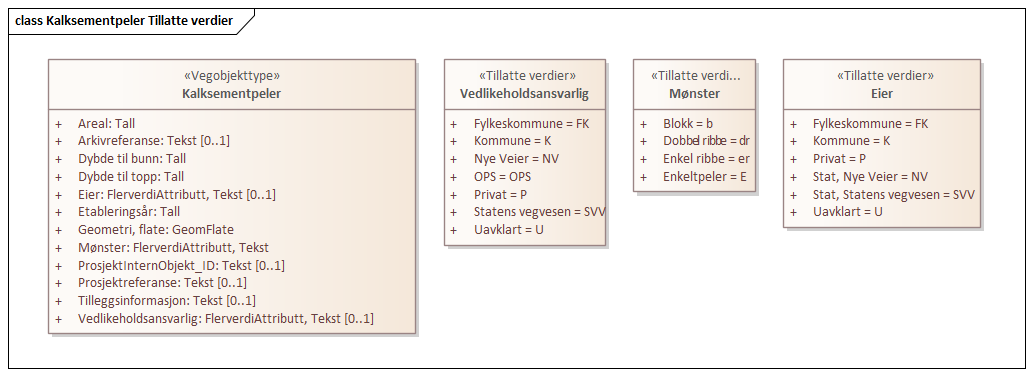 class Kalksementpeler Tillatte verdier
«Vegobjekttype»
Kalksementpeler
+ Areal: Tall
+ Arkivreferanse: Tekst [0..1]
+ Dybde til bunn: Tall
+ Dybde til topp: Tall
+ Eier: FlerverdiAttributt, Tekst [0..1]
+ Etableringsår: Tall
+ Geometri, flate: GeomFlate
+ Mønster: FlerverdiAttributt, Tekst
+ ProsjektInternObjekt_ID: Tekst [0..1]
+ Prosjektreferanse: Tekst [0..1]
+ Tilleggsinformasjon: Tekst [0..1]
+ Vedlikeholdsansvarlig: FlerverdiAttributt, Tekst [0..1]
«Tillatte verdier»
Vedlikeholdsansvarlig
+ Fylkeskommune = FK
+ Kommune = K
+ Nye Veier = NV
+ OPS = OPS
+ Privat = P
+ Statens vegvesen = SVV
+ Uavklart = U
«Tillatte verdi...
Mønster
+ Blokk = b
+ Dobbel ribbe = dr
+ Enkel ribbe = er
+ Enkeltpeler = E
«Tillatte verdier»
Eier
+ Fylkeskommune = FK
+ Kommune = K
+ Privat = P
+ Stat, Nye Veier = NV
+ Stat, Statens vegvesen = SVV
+ Uavklart = U